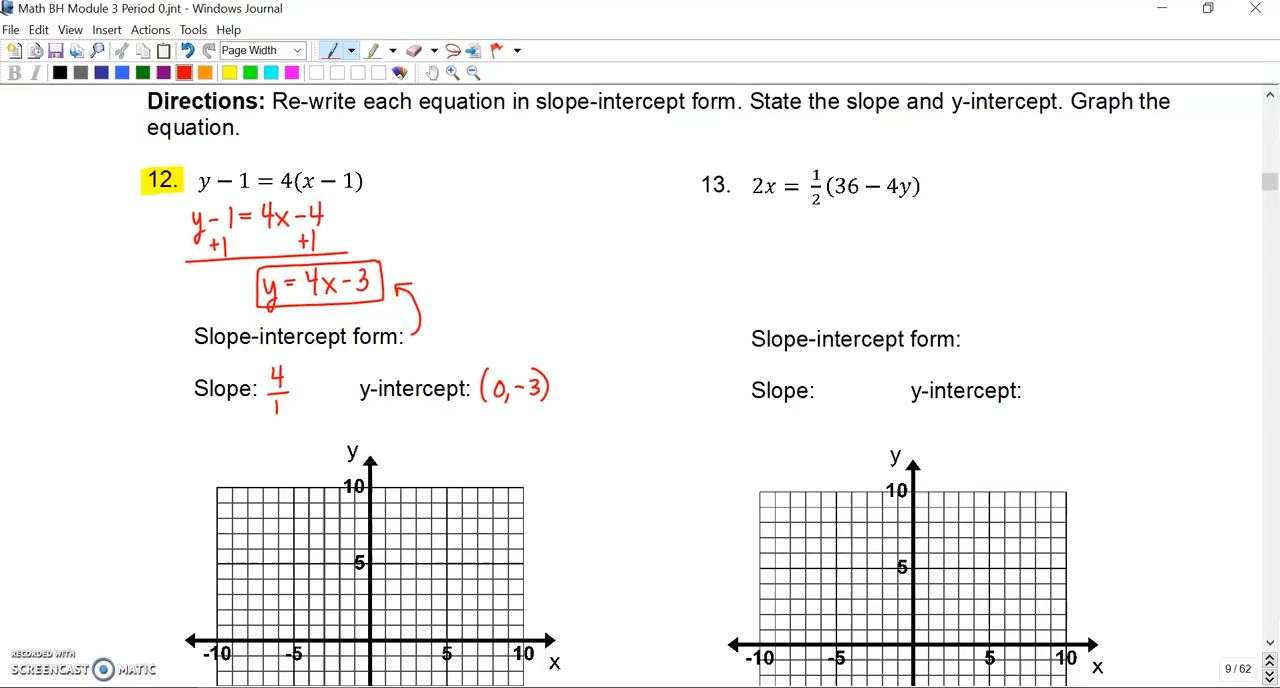 Math BH Module 3 Period 0.jnt - Windows Journal
File Edit View Insert Actions Tools Help
Page Width
B I
Directions: Re-write each equation in slope-intercept form. State the slope and y-intercept. Graph the
equation.
12. y − 1 = 4(x − 1)
y - 1 = 4x - 4
+1 +1
y = 4x - 3
Slope-intercept form:
Slope: 4/1 y-intercept: (0, -3)
y
10
5
-10 -5 5 10
x
13. 2x = 1/2 (36 − 4y)
Slope-intercept form:
Slope: y-intercept:
y
10
5
-10 -5 5 10
x
RECORDED WITH
SCREENCAST MATIC
9 / 62